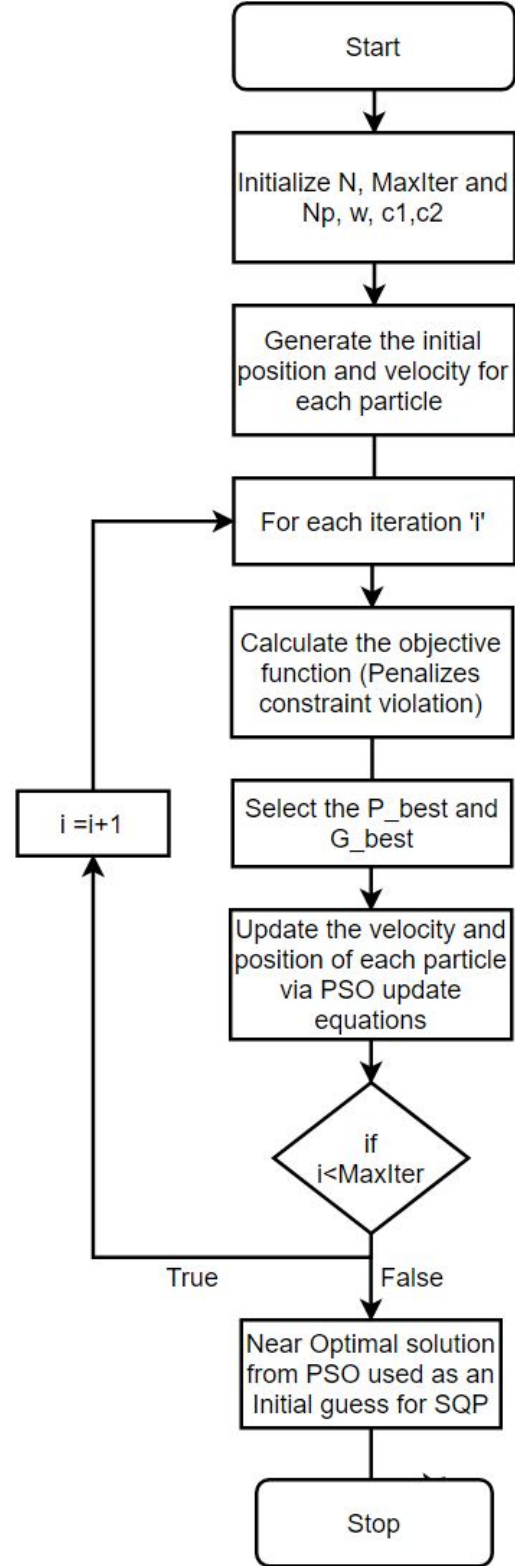 Start
Initialize N, MaxIter and
Np, w, c1,c2
Generate the initial
position and velocity for
each particle
For each iteration 'i'
Calculate the objective
function (Penalizes
constraint violation)
i =i+1
Select the P_best and
G_best
Update the velocity and
position of each particle
via PSO update
equations
if
i<MaxIter
True
False
Near Optimal solution
from PSO used as an
Initial guess for SQP
Stop